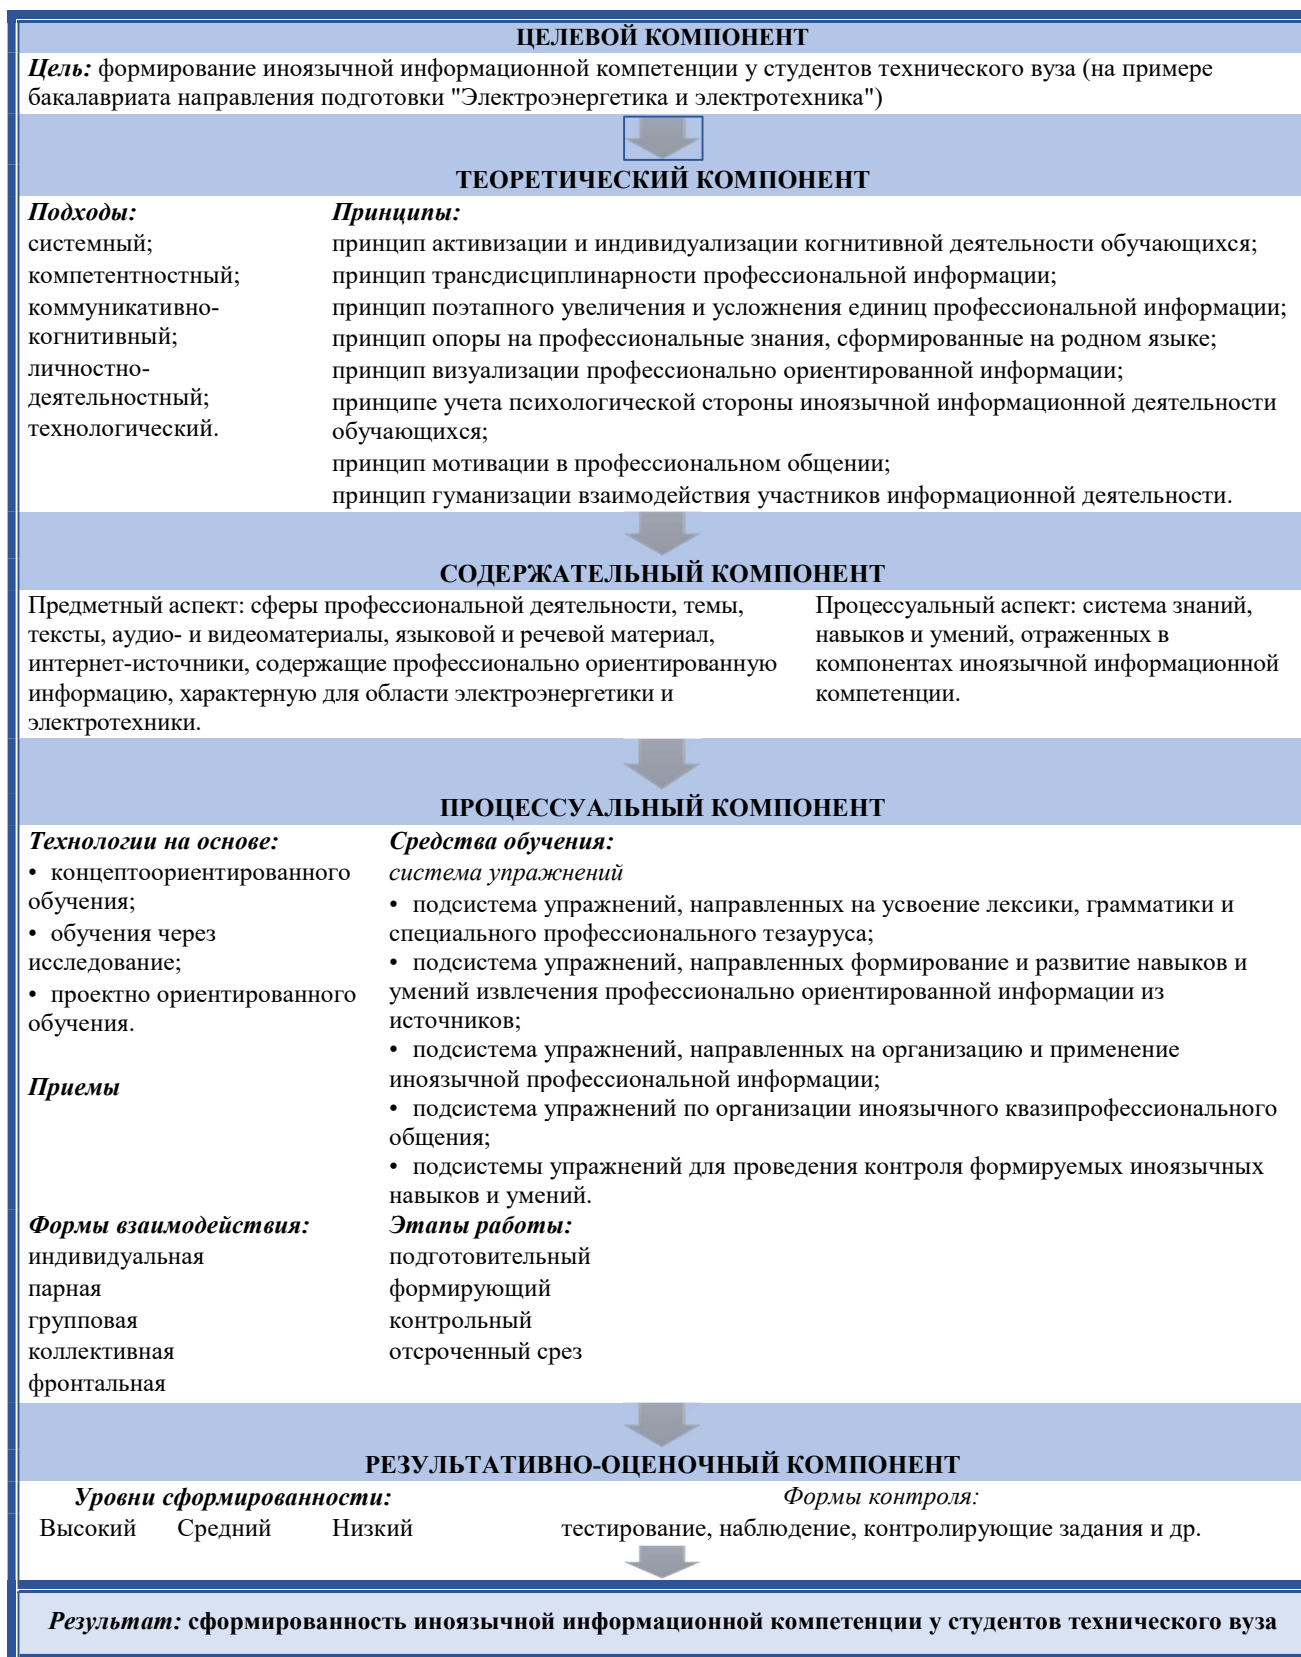 ЦЕЛЕВОЙ КОМПОНЕНТ
Цель: формирование иноязычной информационной компетенции у студентов технического вуза (на примере
бакалавриата направления подготовки "Электроэнергетика и электротехника")
ТЕОРЕТИЧЕСКИЙ КОМПОНЕНТ
Подходы:
системный;
компетентностный;
коммуникативно-
когнитивный;
личностно-
деятельностный;
технологический.
Принципы:
принцип активизации и индивидуализации когнитивной деятельности обучающихся;
принцип трансдисциплинарности профессиональной информации;
принцип поэтапного увеличения и усложнения единиц профессиональной информации;
принцип опоры на профессиональные знания, сформированные на родном языке;
принцип визуализации профессионально ориентированной информации;
принципе учета психологической стороны иноязычной информационной деятельности
обучающихся;
принцип мотивации в профессиональном общении;
принцип гуманизации взаимодействия участников информационной деятельности.
СОДЕРЖАТЕЛЬНЫЙ КОМПОНЕНТ
Предметный аспект: сферы профессиональной деятельности, темы,
тексты, аудио- и видеоматериалы, языковой и речевой материал,
интернет-источники, содержащие профессионально ориентированную
информацию, характерную для области электроэнергетики и
электротехники.
Процессуальный аспект: система знаний,
навыков и умений, отраженных в
компонентах иноязычной информационной
компетенции.
ПРОЦЕССУАЛЬНЫЙ КОМПОНЕНТ
Технологии на основе:
• концептоориентированного
обучения;
• обучения через
исследование;
• проектно ориентированного
обучения.
Приемы
Средства обучения:
система упражнений
• подсистема упражнений, направленных на усвоение лексики, грамматики и
специального профессионального тезауруса;
• подсистема упражнений, направленных формирование и развитие навыков и
умений извлечения профессионально ориентированной информации из
источников;
• подсистема упражнений, направленных на организацию и применение
иноязычной профессиональной информации;
• подсистема упражнений по организации иноязычного квазипрофессионального
общения;
• подсистемы упражнений для проведения контроля формируемых иноязычных
навыков и умений.
Формы взаимодействия:
индивидуальная
парная
групповая
коллективная
фронтальная
Этапы работы:
подготовительный
формирующий
контрольный
отсроченный срез
РЕЗУЛЬТАТИВНО-ОЦЕНОЧНЫЙ КОМПОНЕНТ
Уровни сформированности:
Высокий Средний Низкий
Формы контроля:
тестирование, наблюдение, контролирующие задания и др.
Результат: сформированность иноязычной информационной компетенции у студентов технического вуза